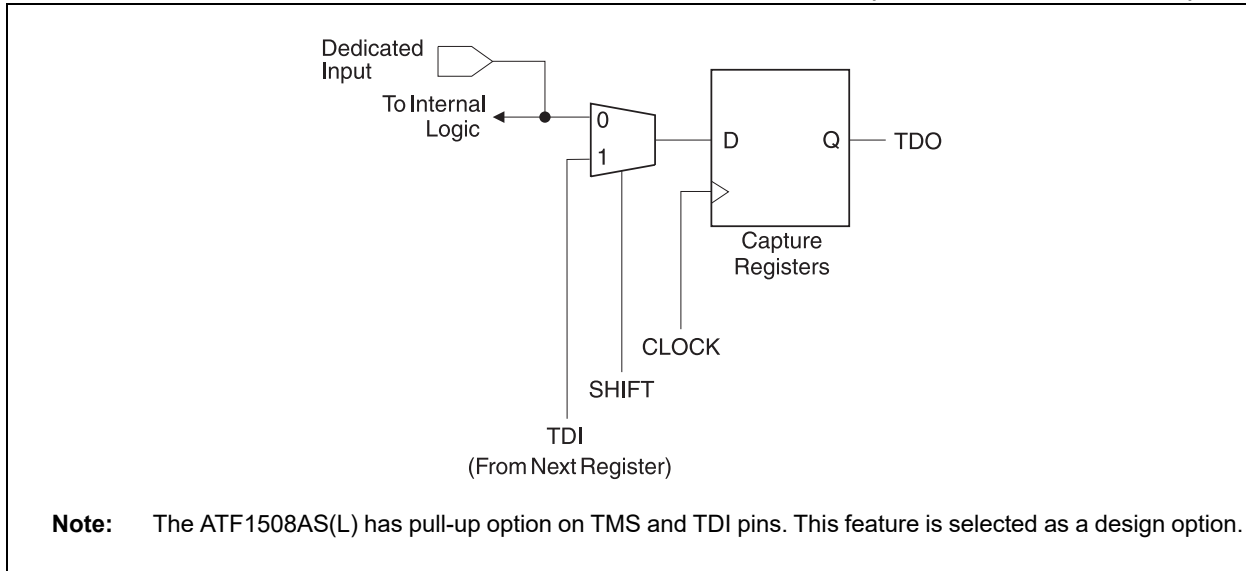 Dedicated
Input
To Internal
Logic
0
1
D
Q
TDO
Capture
Registers
CLOCK
SHIFT
TDI
(From Next Register)
Note: The ATF1508AS(L) has pull-up option on TMS and TDI pins. This feature is selected as a design option.